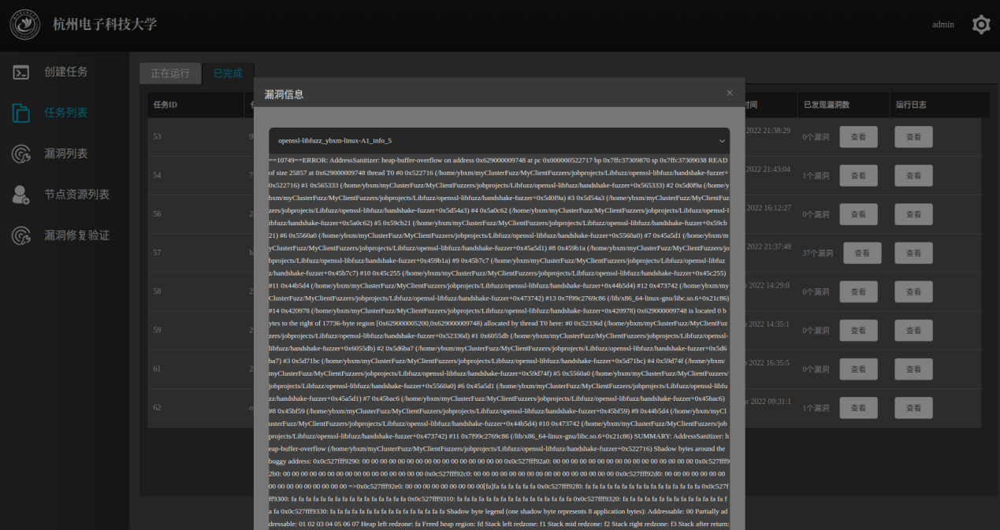 杭州电子科技大学
admin
创建任务
任务列表
漏洞列表
节点资源列表
漏洞修复验证
正在运行
已完成
任务ID
时间
已发现漏洞数
运行日志
53
9
2022 21:38:29
0个漏洞
查看
查看
54
7
2022 21:43:04
1个漏洞
查看
查看
56
2
2022 16:12:27
0个漏洞
查看
查看
57
h
2022 21:37:48
37个漏洞
查看
查看
58
2
2022 14:29:0
0个漏洞
查看
查看
59
2
2022 14:35:1
1个漏洞
查看
查看
61
2
2022 16:35:5
0个漏洞
查看
查看
62
o
2022 09:31:1
1个漏洞
查看
查看
漏洞信息
×
openssl-libfuzz_ybxm-linux-A1_info_5
==10749==ERROR: AddressSanitizer: heap-buffer-overflow on address 0x629000009748 at pc 0x000000522717 bp 0x7ffc37309870 sp 0x7ffc37309038 READ
of size 25857 at 0x629000009748 thread T0 #0 0x522716 (/home/ybxm/myClusterFuzz/MyClientFuzzers/jobprojects/Libfuzz/openssl-libfuzz/handshake-fuzzer+
0x522716) #1 0x565333 (/home/ybxm/myClusterFuzz/MyClientFuzzers/jobprojects/Libfuzz/openssl-libfuzz/handshake-fuzzer+0x565333) #2 0x5d0f9a (/home/y
bxm/myClusterFuzz/MyClientFuzzers/jobprojects/Libfuzz/openssl-libfuzz/handshake-fuzzer+0x5d0f9a) #3 0x5d54a3 (/home/ybxm/myClusterFuzz/MyClientFuz
zers/jobprojects/Libfuzz/openssl-libfuzz/handshake-fuzzer+0x5d54a3) #4 0x5a0c62 (/home/ybxm/myClusterFuzz/MyClientFuzzers/jobprojects/Libfuzz/openssl-l
ibfuzz/handshake-fuzzer+0x5a0c62) #5 0x59cb21 (/home/ybxm/myClusterFuzz/MyClientFuzzers/jobprojects/Libfuzz/openssl-libfuzz/handshake-fuzzer+0x59cb
21) #6 0x5560a0 (/home/ybxm/myClusterFuzz/MyClientFuzzers/jobprojects/Libfuzz/openssl-libfuzz/handshake-fuzzer+0x5560a0) #7 0x45a5d1 (/home/ybxm/m
yClusterFuzz/MyClientFuzzers/jobprojects/Libfuzz/openssl-libfuzz/handshake-fuzzer+0x45a5d1) #8 0x459b1a (/home/ybxm/myClusterFuzz/MyClientFuzzers/jo
bprojects/Libfuzz/openssl-libfuzz/handshake-fuzzer+0x459b1a) #9 0x45b7c7 (/home/ybxm/myClusterFuzz/MyClientFuzzers/jobprojects/Libfuzz/openssl-libfuz
z/handshake-fuzzer+0x45b7c7) #10 0x45c255 (/home/ybxm/myClusterFuzz/MyClientFuzzers/jobprojects/Libfuzz/openssl-libfuzz/handshake-fuzzer+0x45c255)
#11 0x44b5d4 (/home/ybxm/myClusterFuzz/MyClientFuzzers/jobprojects/Libfuzz/openssl-libfuzz/handshake-fuzzer+0x44b5d4) #12 0x473742 (/home/ybxm/my
ClusterFuzz/MyClientFuzzers/jobprojects/Libfuzz/openssl-libfuzz/handshake-fuzzer+0x473742) #13 0x7f99c2769c86 (/lib/x86_64-linux-gnu/libc.so.6+0x21c86)
#14 0x420978 (/home/ybxm/myClusterFuzz/MyClientFuzzers/jobprojects/Libfuzz/openssl-libfuzz/handshake-fuzzer+0x420978) 0x629000009748 is located 0 b
ytes to the right of 17736-byte region [0x629000005200,0x629000009748) allocated by thread T0 here: #0 0x52336d (/home/ybxm/myClusterFuzz/MyClientFuz
zers/jobprojects/Libfuzz/openssl-libfuzz/handshake-fuzzer+0x52336d) #1 0x6055db (/home/ybxm/myClusterFuzz/MyClientFuzzers/jobprojects/Libfuzz/openssl-
libfuzz/handshake-fuzzer+0x6055db) #2 0x5d6ba7 (/home/ybxm/myClusterFuzz/MyClientFuzzers/jobprojects/Libfuzz/openssl-libfuzz/handshake-fuzzer+0x5d6
ba7) #3 0x5d71bc (/home/ybxm/myClusterFuzz/MyClientFuzzers/jobprojects/Libfuzz/openssl-libfuzz/handshake-fuzzer+0x5d71bc) #4 0x59d74f (/home/ybxm/
myClusterFuzz/MyClientFuzzers/jobprojects/Libfuzz/openssl-libfuzz/handshake-fuzzer+0x59d74f) #5 0x5560a0 (/home/ybxm/myClusterFuzz/MyClientFuzzers/
jobprojects/Libfuzz/openssl-libfuzz/handshake-fuzzer+0x5560a0) #6 0x45a5d1 (/home/ybxm/myClusterFuzz/MyClientFuzzers/jobprojects/Libfuzz/openssl-libfu
zz/handshake-fuzzer+0x45a5d1) #7 0x45bac6 (/home/ybxm/myClusterFuzz/MyClientFuzzers/jobprojects/Libfuzz/openssl-libfuzz/handshake-fuzzer+0x45bac6)
#8 0x45bf59 (/home/ybxm/myClusterFuzz/MyClientFuzzers/jobprojects/Libfuzz/openssl-libfuzz/handshake-fuzzer+0x45bf59) #9 0x44b5d4 (/home/ybxm/myCl
usterFuzz/MyClientFuzzers/jobprojects/Libfuzz/openssl-libfuzz/handshake-fuzzer+0x44b5d4) #10 0x473742 (/home/ybxm/myClusterFuzz/MyClientFuzzers/job
projects/Libfuzz/openssl-libfuzz/handshake-fuzzer+0x473742) #11 0x7f99c2769c86 (/lib/x86_64-linux-gnu/libc.so.6+0x21c86) SUMMARY: AddressSanitizer: h
eap-buffer-overflow (/home/ybxm/myClusterFuzz/MyClientFuzzers/jobprojects/Libfuzz/openssl-libfuzz/handshake-fuzzer+0x522716) Shadow bytes around the
buggy address: 0x0c527fff9290: 00 00 00 00 00 00 00 00 00 00 00 00 00 00 00 00 0x0c527fff92a0: 00 00 00 00 00 00 00 00 00 00 00 00 00 00 00 00 0x0c527fff9
2b0: 00 00 00 00 00 00 00 00 00 00 00 00 00 00 00 00 0x0c527fff92c0: 00 00 00 00 00 00 00 00 00 00 00 00 00 00 00 00 0x0c527fff92d0: 00 00 00 00 00 00 00
00 00 00 00 00 00 00 00 00 =>0x0c527fff92e0: 00 00 00 00 00 00 00 00 00[fa]fa fa fa fa fa fa 0x0c527fff92f0: fa fa fa fa fa fa fa fa fa fa fa fa fa fa fa fa 0x0c527f
ff9300: fa fa fa fa fa fa fa fa fa fa fa fa fa fa fa fa 0x0c527fff9310: fa fa fa fa fa fa fa fa fa fa fa fa fa fa fa fa 0x0c527fff9320: fa fa fa fa fa fa fa fa fa fa fa fa fa fa f
a fa 0x0c527fff9330: fa fa fa fa fa fa fa fa fa fa fa fa fa fa fa fa Shadow byte legend (one shadow byte represents 8 application bytes): Addressable: 00 Partially ad
dressable: 01 02 03 04 05 06 07 Heap left redzone: fa Freed heap region: fd Stack left redzone: f1 Stack mid redzone: f2 Stack right redzone: f3 Stack after return: